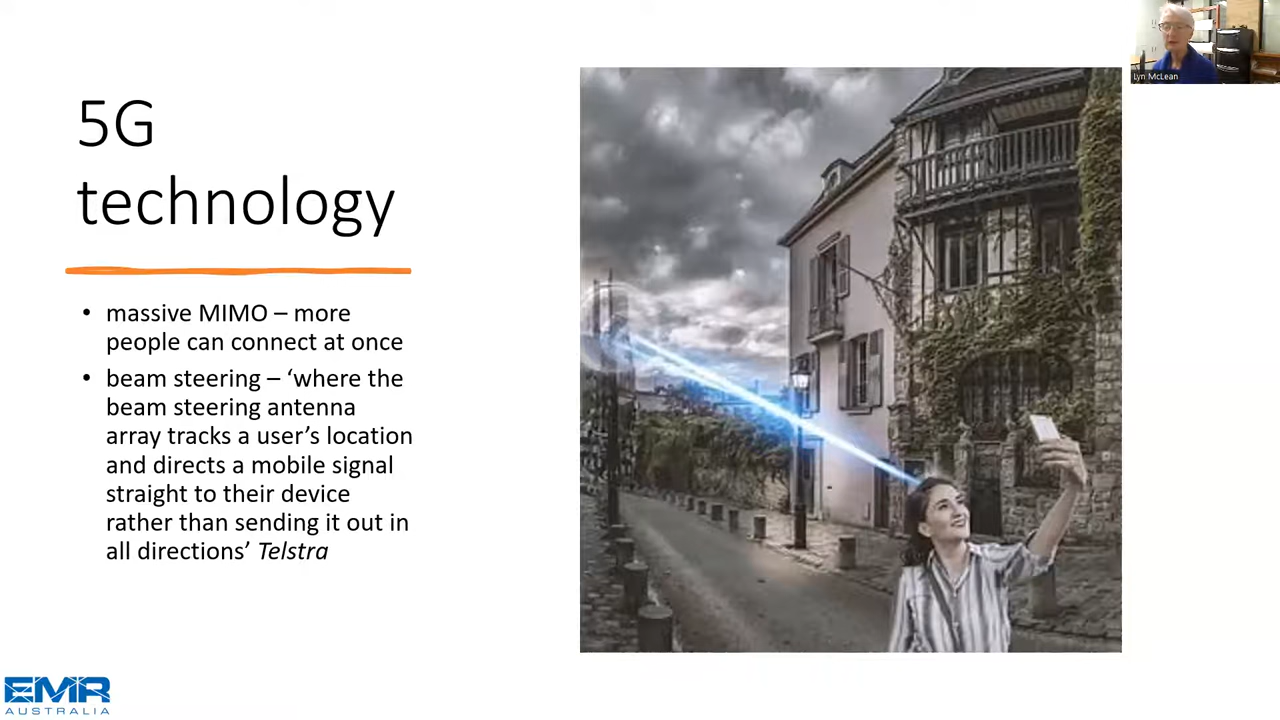 5G
technology
• massive MIMO – more
people can connect at once
• beam steering – ‘where the
beam steering antenna
array tracks a user’s location
and directs a mobile signal
straight to their device
rather than sending it out in
all directions’ Telstra
Lyn McLean
EMR
AUSTRALIA